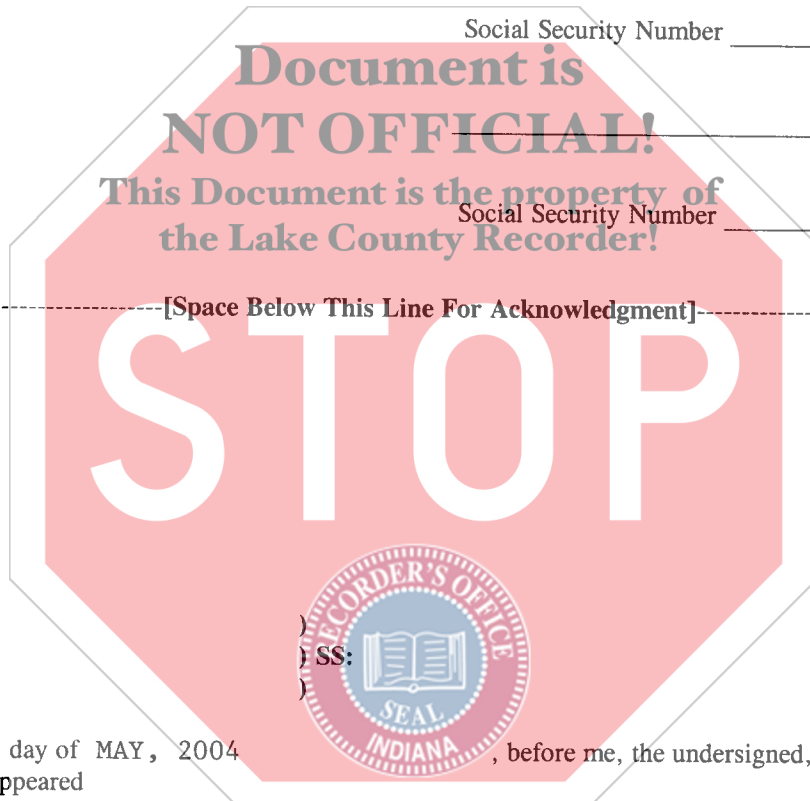 Social Security Number
Document is
NOT OFFICIAL!
This Document is the property of
Social Security Number
the Lake County Recorder!
[Space Below This Line For Acknowledgment]
STOP
RECORDER'S OFFICE
)
) SS:
)
SEAL
INDIANA
day of MAY, 2004 , before me, the undersigned,
ppeared